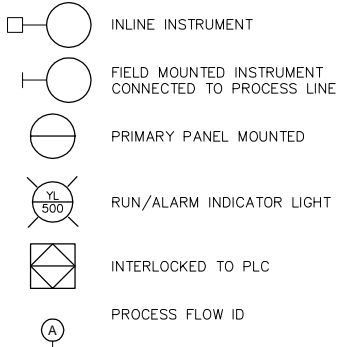 INLINE INSTRUMENT
FIELD MOUNTED INSTRUMENT
CONNECTED TO PROCESS LINE
PRIMARY PANEL MOUNTED
YL
500
RUN/ALARM INDICATOR LIGHT
INTERLOCKED TO PLC
PROCESS FLOW ID
A